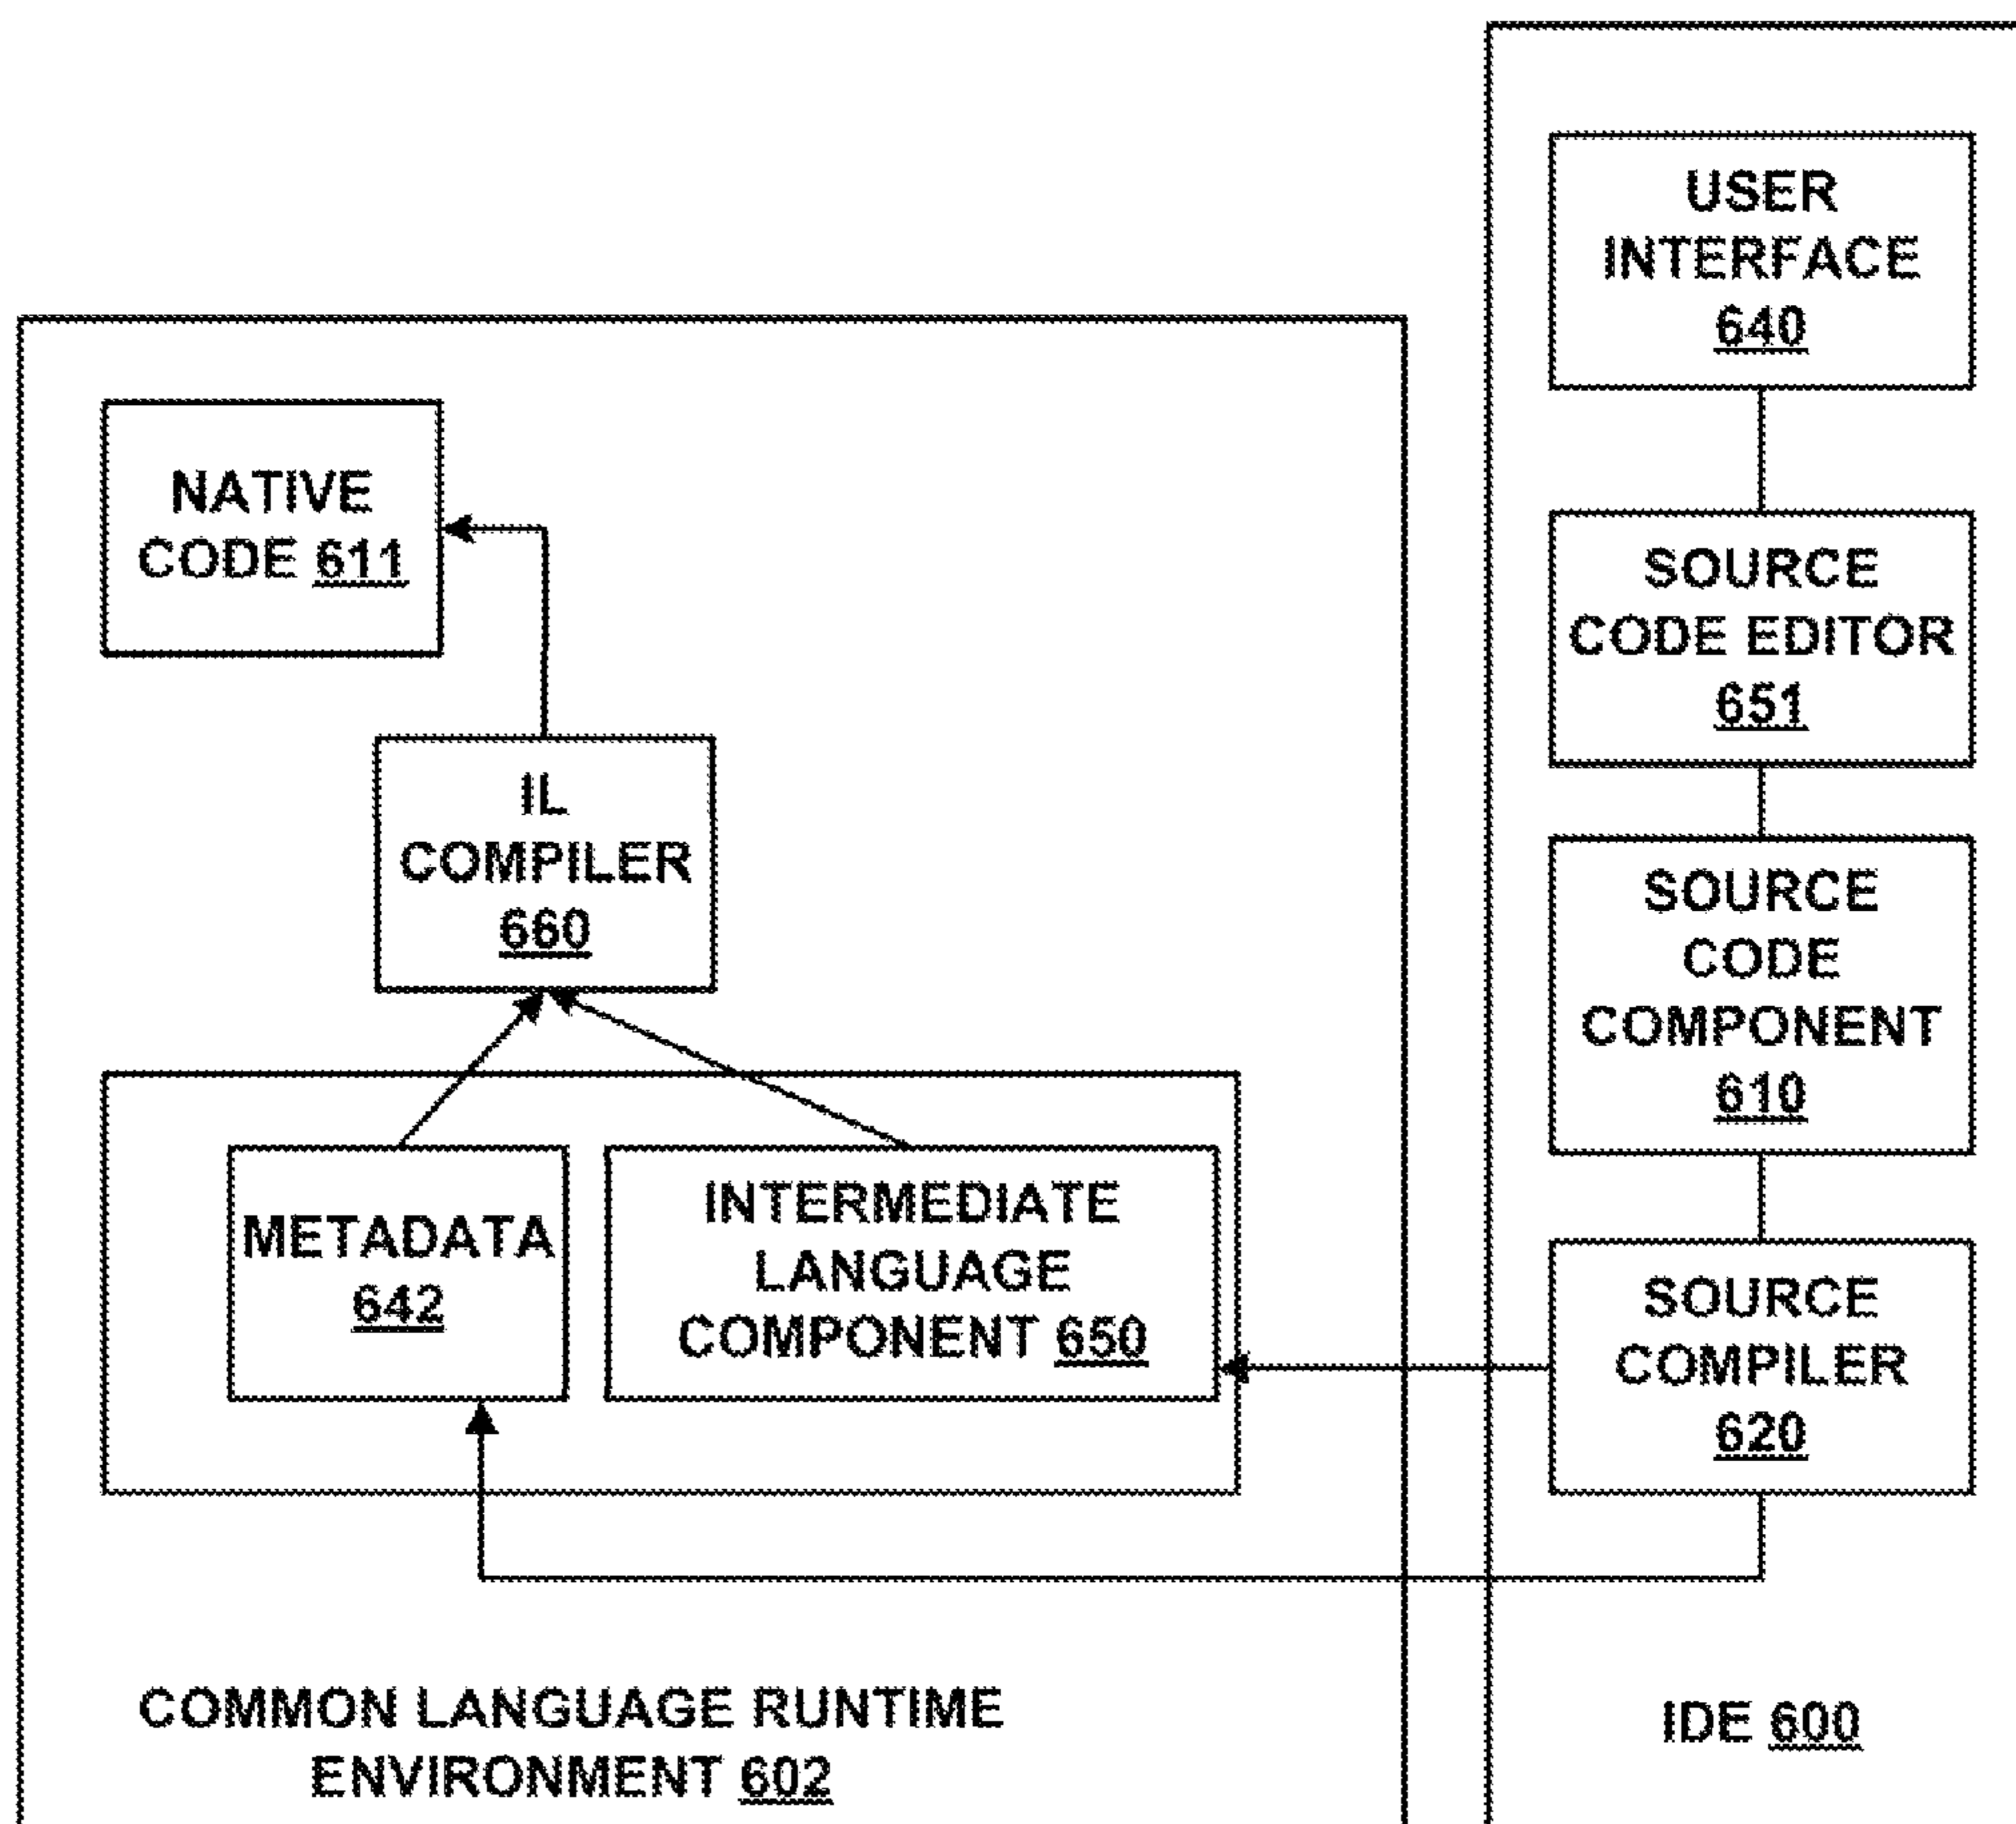 USER
INTERFACE
640
NATIVE
CODE 611
SOURCE
CODE EDITOR
651
IL
COMPILER
660
SOURCE
CODE
COMPONENT
610
METADATA
642
INTERMEDIATE
LANGUAGE
COMPONENT 650
SOURCE
COMPILER
620
COMMON LANGUAGE RUNTIME
ENVIRONMENT 602
IDE 600